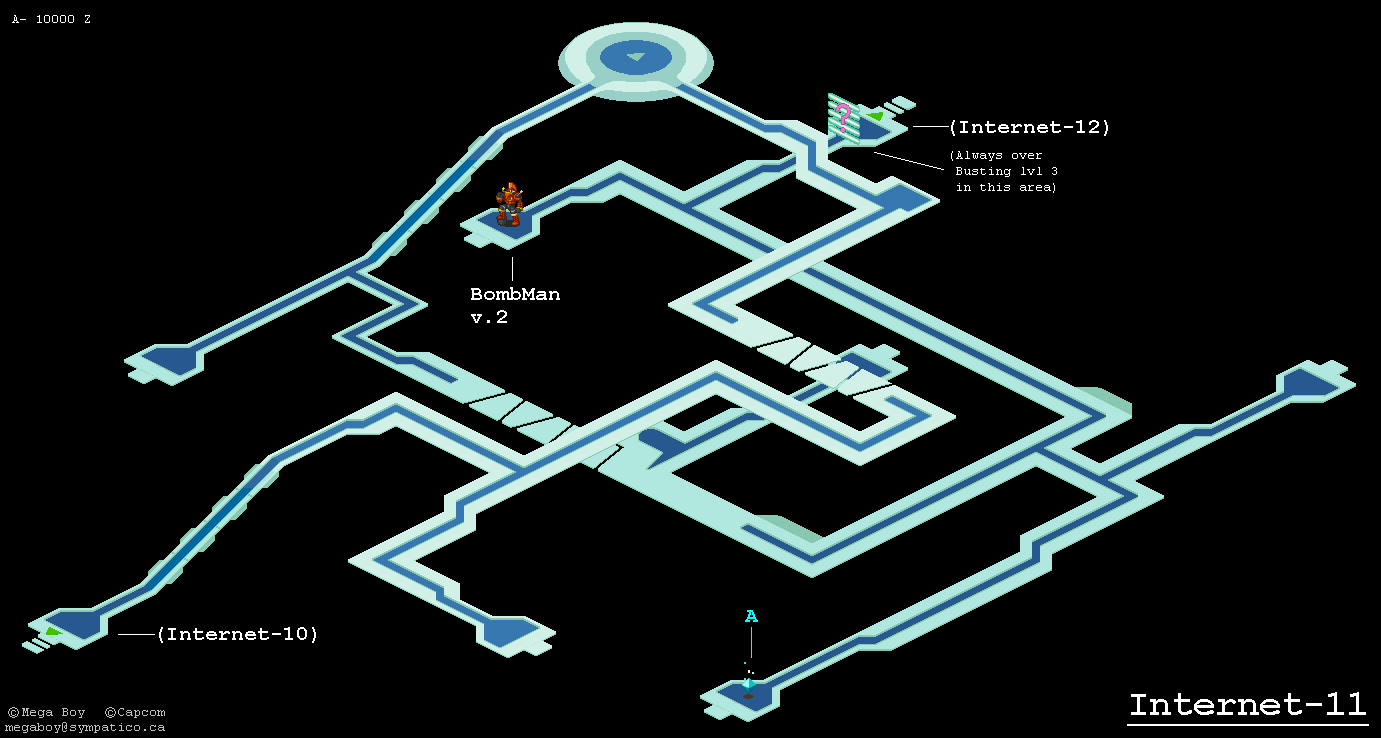 A- 10000 Z
?
(Internet-12)
(Always over
Busting lvl 3
in this area)
BombMan
v.2
A
(Internet-10)
Internet-11
©Mega Boy ©Capcom
megaboy@sympatico.ca